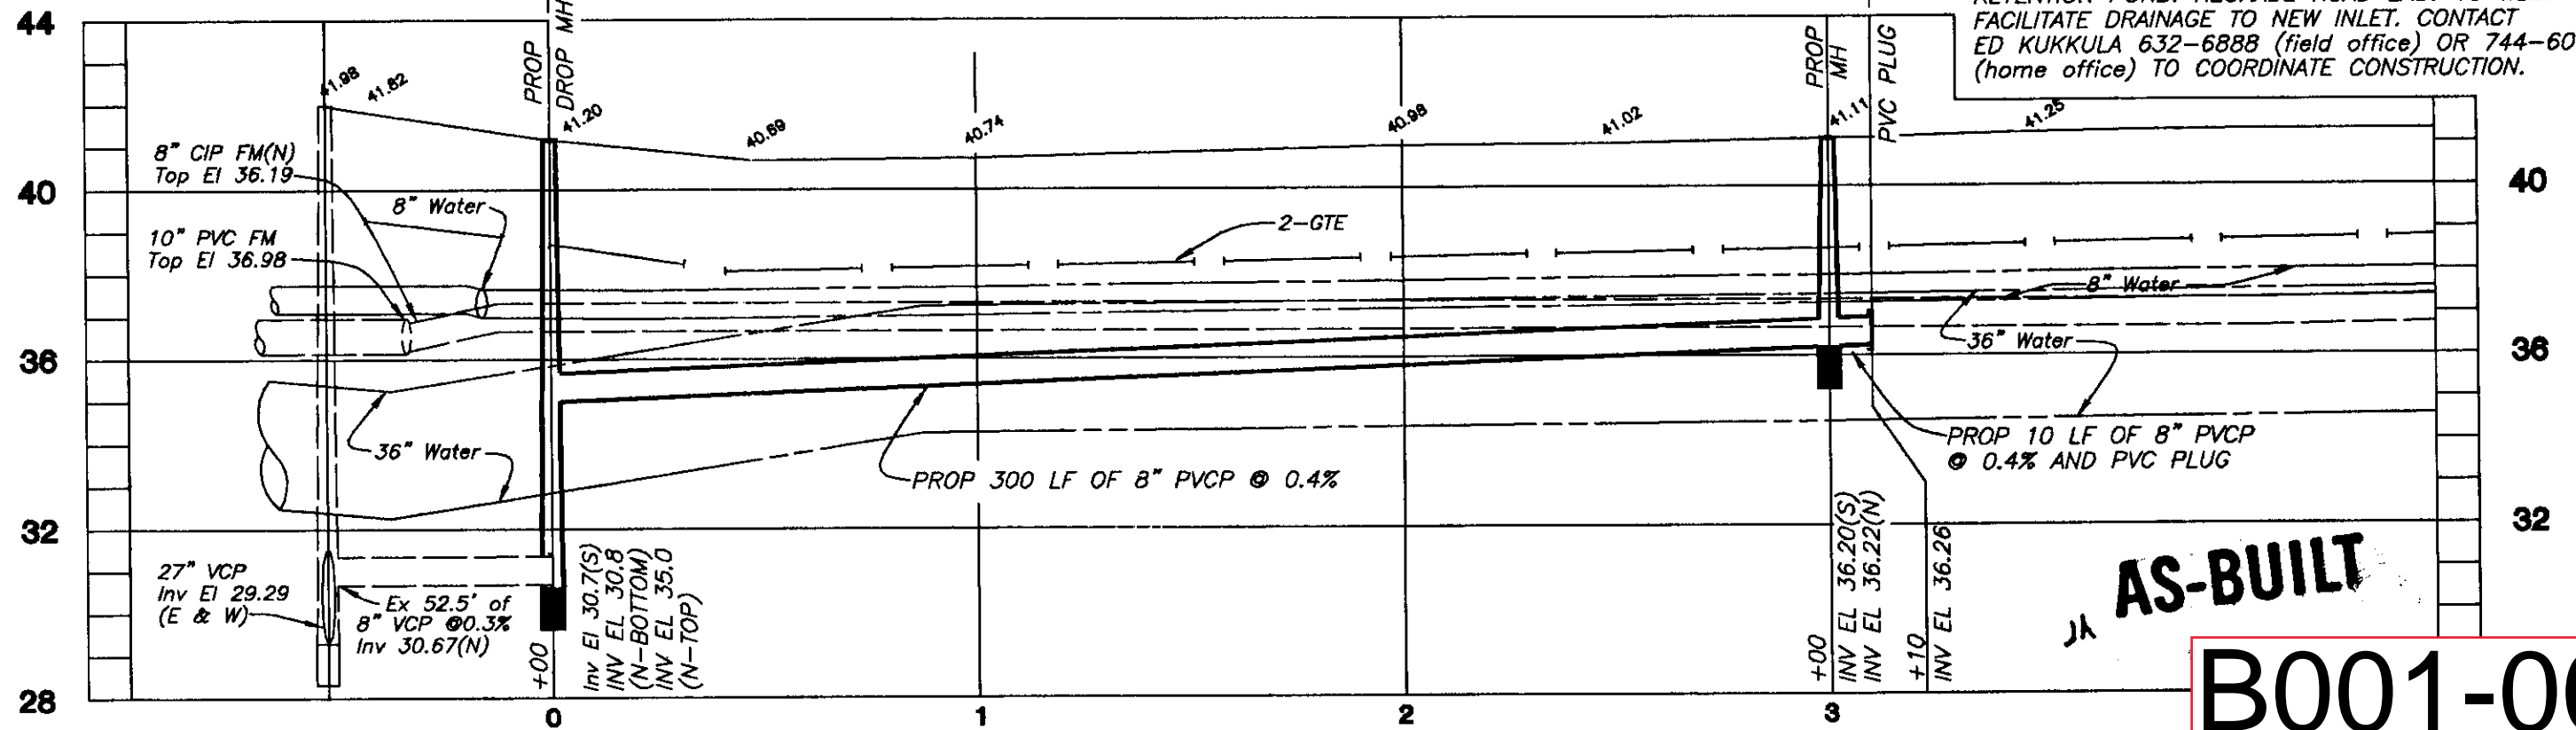 44
PROP
DROP MH
PROP
MH
PVC PLUG
FACILITATE DRAINAGE TO NEW INLET. CONTACT
ED KUKKULA 632-6888 (field office) OR 744-60
(home office) TO COORDINATE CONSTRUCTION.
41.98
41.82
41.20
40.69
40.74
40.98
41.02
41.11
41.25
8" CIP FM(N)
Top El 36.19
8" Water
10" PVC FM
Top El 36.98
2-GTE
40
40
8" Water
36" Water
36
36
36" Water
PROP 300 LF OF 8" PVCP @ 0.4%
PROP 10 LF OF 8" PVCP
@ 0.4% AND PVC PLUG
32
32
27" VCP
Inv El 29.29
(E & W)
Ex 52.5' of
8" VCP @0.3%
Inv 30.67(N)
+00
Inv El 30.7(S)
INV EL 30.8
(N-BOTTOM)
INV EL 35.0
(N-TOP)
+00
INV EL 36.20(S)
INV EL 36.22(N)
+10
INV EL 36.26
AS-BUILT
28
0
1
2
3
B001-00